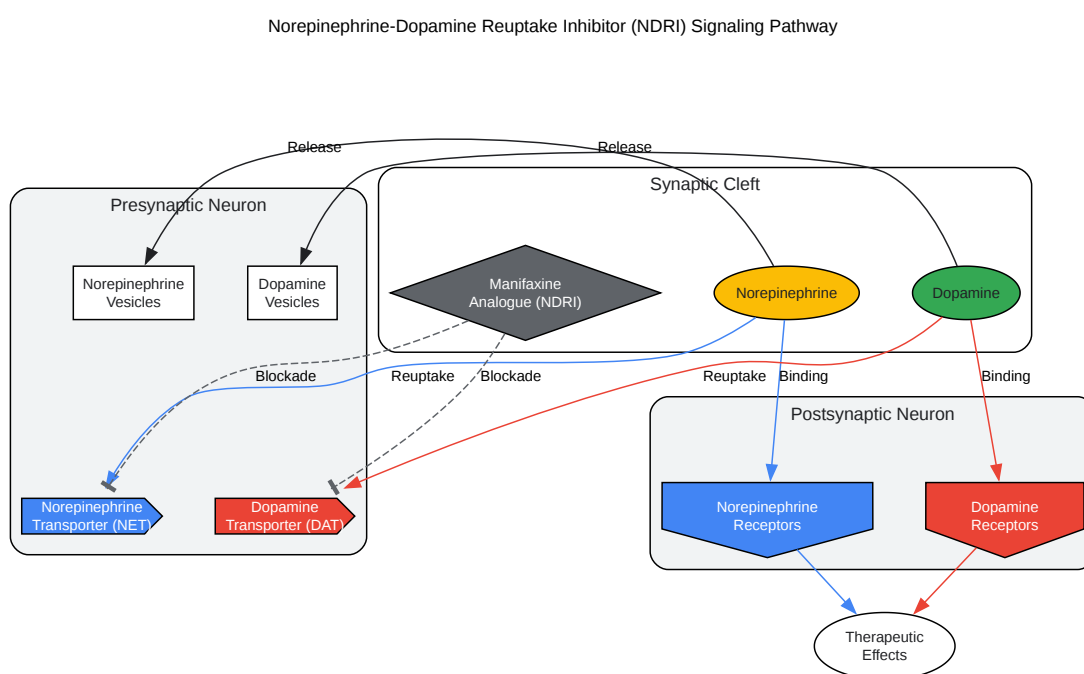 Norepinephrine-Dopamine Reuptake Inhibitor (NDRI) Signaling Pathway
Release
Release
Synaptic Cleft
Presynaptic Neuron
Norepinephrine
Vesicles
Dopamine
Vesicles
Manifaxine
Analogue (NDRI)
Norepinephrine
Dopamine
Blockade
Reuptake
Blockade
Reuptake
Binding
Binding
Postsynaptic Neuron
Norepinephrine
Transporter (NET)
Dopamine
Transporter (DAT)
Norepinephrine
Receptors
Dopamine
Receptors
Therapeutic
Effects